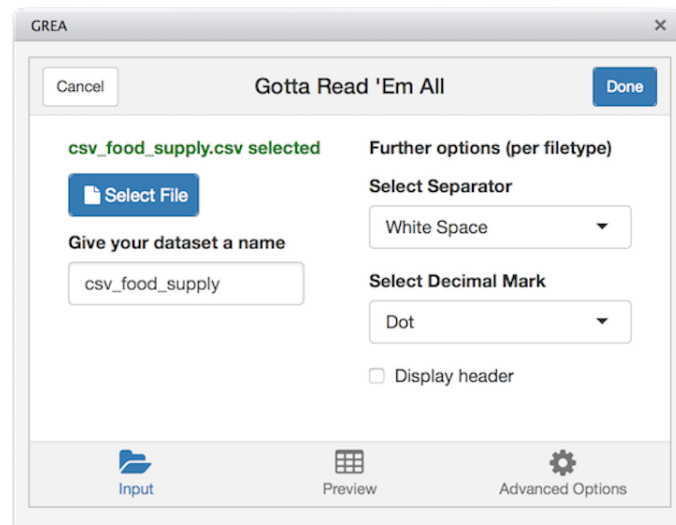 GREA
Cancel
Gotta Read 'Em All
Done
csv_food_supply.csv selected
Select File
Give your dataset a name
csv_food_supply
Further options (per filetype)
Select Separator
White Space
Select Decimal Mark
Dot
Display header
Input
Preview
Advanced Options